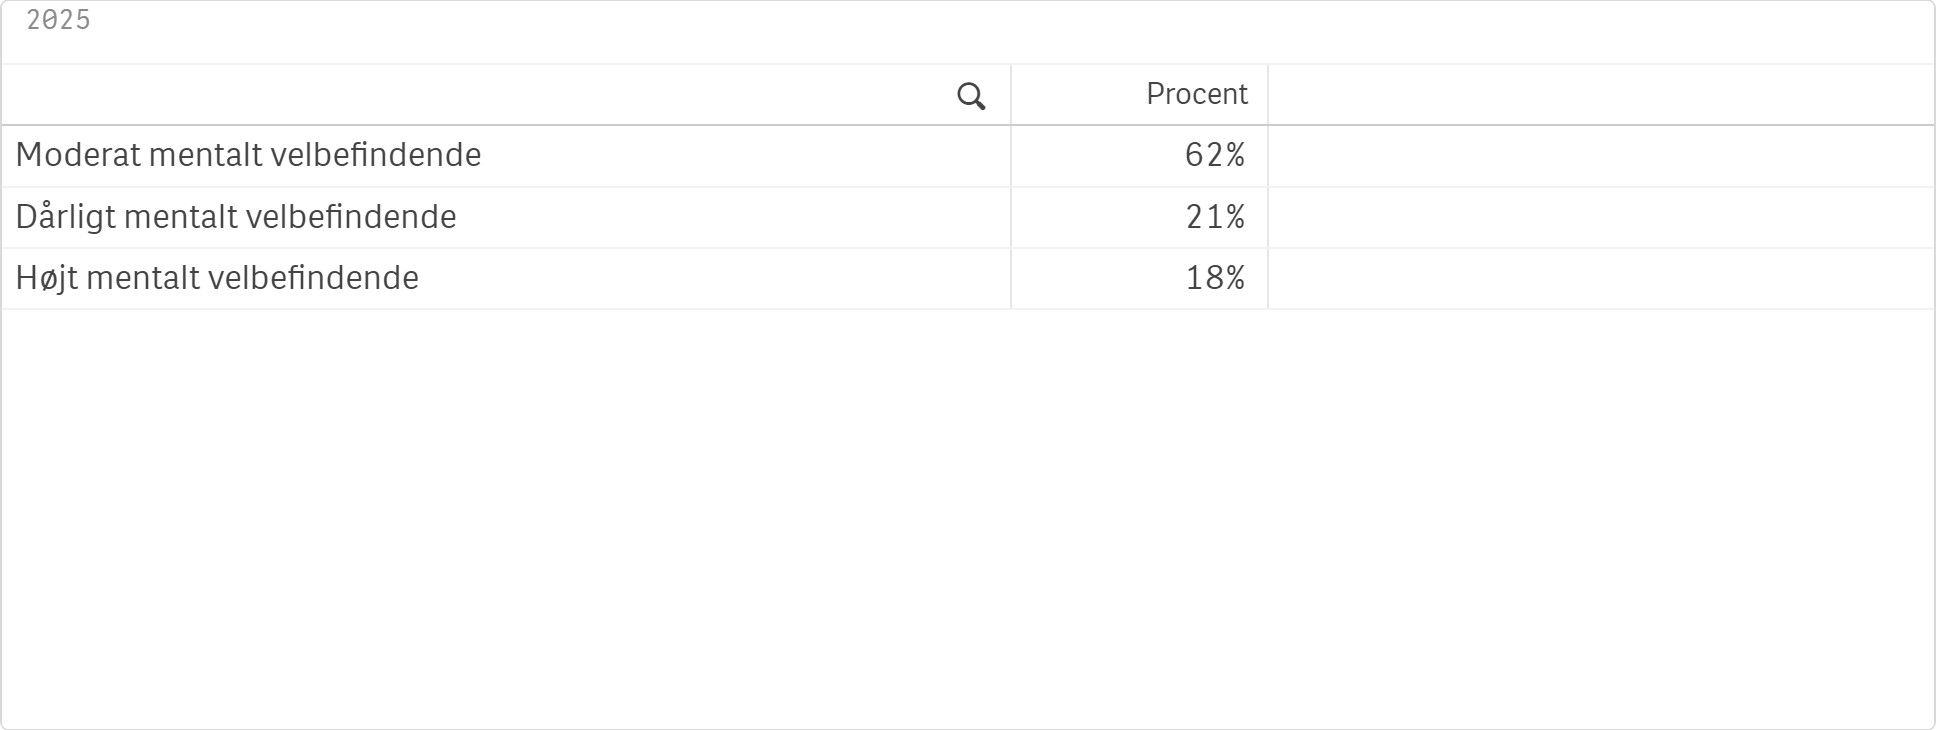 2025
Procent
Moderat mentalt velbefindende 62%
Dårligt mentalt velbefindende 21%
Højt mentalt velbefindende 18%